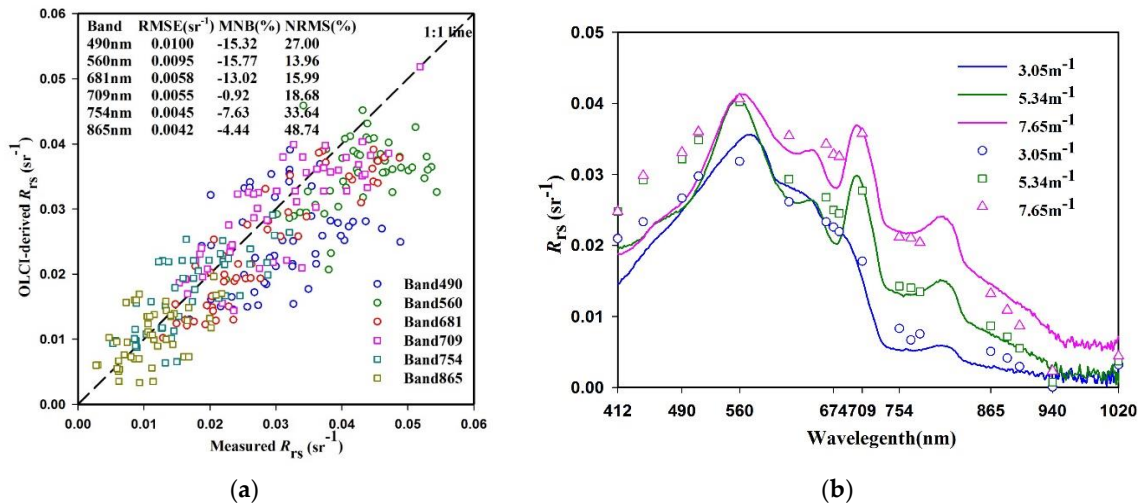 Band RMSE(sr-1) MNB(%) NRMS(%)
490nm 0.0100 -15.32 27.00
560nm 0.0095 -15.77 13.96
681nm 0.0058 -13.02 15.99
709nm 0.0055 -0.92 18.68
754nm 0.0045 -7.63 33.64
865nm 0.0042 -4.44 48.74
1:1 line
Band490
Band560
Band681
Band709
Band754
Band865
0.06
0.05
0.04
0.03
0.02
0.01
0.00
OLCI-derived Rrs (sr-1)
0.00 0.01 0.02 0.03 0.04 0.05 0.06
Measured Rrs (sr-1)
(a)
b
3.05m-1
5.34m-1
7.65m-1
3.05m-1
5.34m-1
7.65m-1
0.05
0.04
0.03
0.02
0.01
0.00
Rrs (sr-1)
412 490 560 674709 754 865 940 1020
Wavelegenth(nm)
(b)